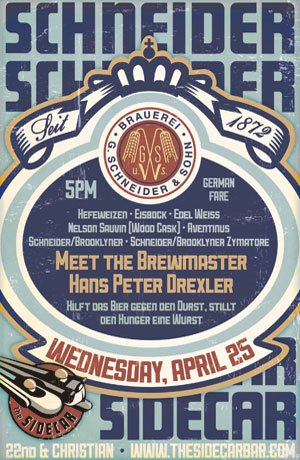 SCHNEIDER
SCHNEIDER
Seit 1872
BRAUEREI
G. SCHNEIDER & SOHN
G S & S
W
5PM
GERMAN
FARE
HEFEWEIZEN · EISBOCK · EDEL WEISS
NELSON SAUVIN (WOOD CASK) · AVENTINUS
SCHNEIDER/BROOKLYNER · SCHNEIDER/BROOKLYNER ZYMATORE
MEET THE BREWMASTER
HANS PETER DREXLER
HILFT DAS BIER GEGEN DEN DURST, STILLT
DEN HUNGER EINE WURST
WEDNESDAY, APRIL 25
the SIDECAR
SIDECAR
22ND & CHRISTIAN · WWW.THESIDECARBAR.COM